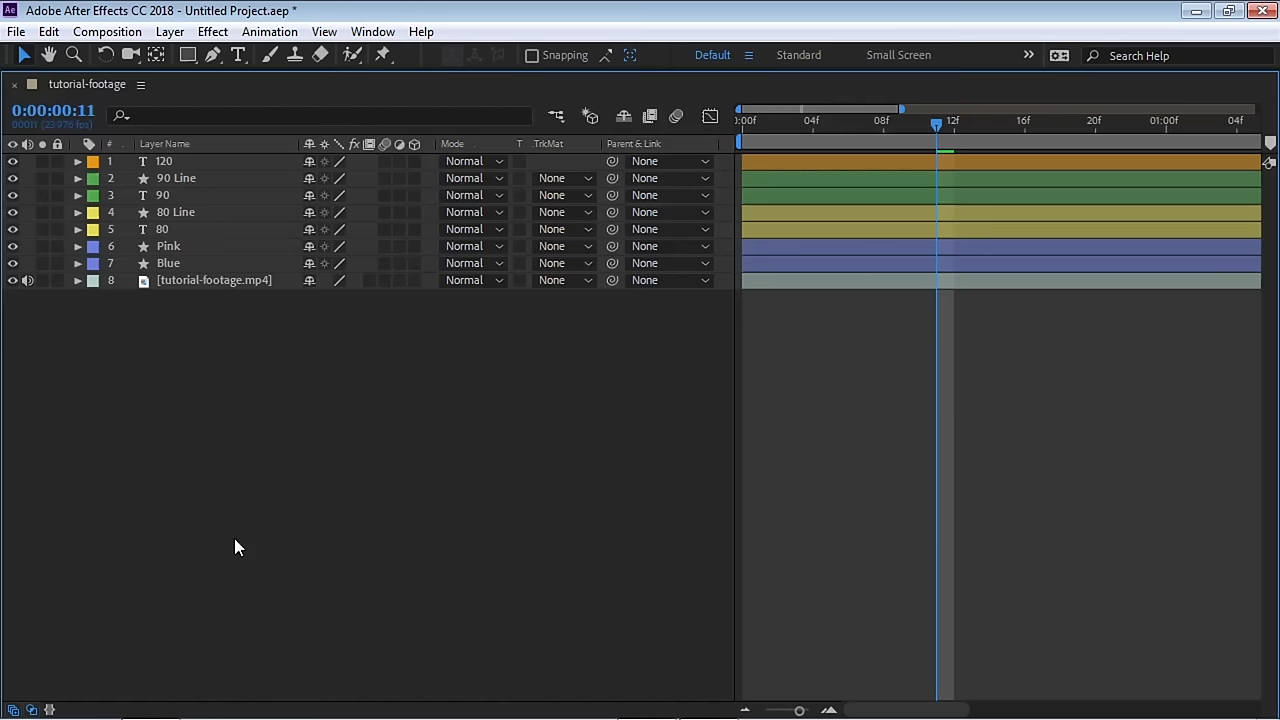 Adobe After Effects CC 2018 - Untitled Project.aep *
File Edit Composition Layer Effect Animation View Window Help
Snapping Default Standard Small Screen Search Help
tutorial-footage
0:00:00:11
00011 (23.976 fps)
0:00f 04f 08f 12f 16f 20f 01:00f 04f
# Layer Name Mode T .TrkMat Parent & Link
1 T 120 Normal None
2 90 Line Normal None None
3 T 90 Normal None None
4 80 Line Normal None None
5 T 80 Normal None None
6 Pink Normal None None
7 Blue Normal None None
8 [tutorial-footage.mp4] Normal None None